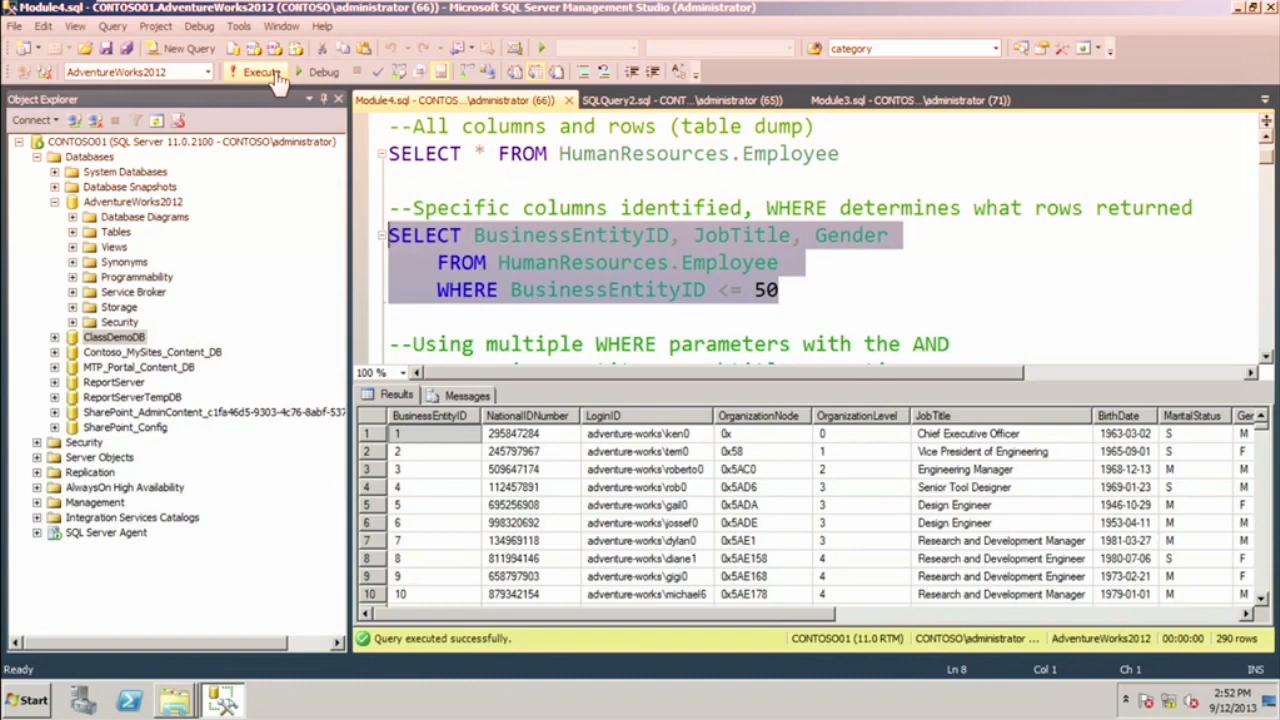 Module4.sql - CONTOSO01.AdventureWorks2012 (CONTOSO\administrator (66)) - Microsoft SQL Server Management Studio (Administrator)
File Edit View Query Project Debug Tools Window Help
New Query category
AdventureWorks2012 Execute Debug
Object Explorer
Connect
CONTOSO01 (SQL Server 11.0.2100 - CONTOSO\administrator)
Databases
System Databases
Database Snapshots
AdventureWorks2012
Database Diagrams
Tables
Views
Synonyms
Programmability
Service Broker
Storage
Security
ClassDemoDB
Contoso_MySites_Content_DB
MTP_Portal_Content_DB
ReportServer
ReportServerTempDB
SharePoint_AdminContent_c1fa46d5-9303-4c76-8abf-537
SharePoint_Config
Security
Server Objects
Replication
AlwaysOn High Availability
Management
Integration Services Catalogs
SQL Server Agent
Module4.sql - CONTOS...\administrator (66)) SQLQuery2.sql - CONT...\administrator (65)) Module3.sql - CONTOS...\administrator (71))
--All columns and rows (table dump)
SELECT * FROM HumanResources.Employee
--Specific columns identified, WHERE determines what rows returned
SELECT BusinessEntityID, JobTitle, Gender
FROM HumanResources.Employee
WHERE BusinessEntityID <= 50
--Using multiple WHERE parameters with the AND
100 %
Results Messages
BusinessEntityID NationalIDNumber LoginID OrganizationNode OrganizationLevel JobTitle BirthDate MaritalStatus Ger
1 1 295847284 adventure-works\ken0 0x 0 Chief Executive Officer 1963-03-02 S M
2 2 245797967 adventure-works\terri0 0x58 1 Vice President of Engineering 1965-09-01 S F
3 3 509647174 adventure-works\roberto0 0x5AC0 2 Engineering Manager 1968-12-13 M M
4 4 112457891 adventure-works\rob0 0x5AD6 3 Senior Tool Designer 1969-01-23 S M
5 5 695256908 adventure-works\gail0 0x5ADA 3 Design Engineer 1946-10-29 M F
6 6 998320692 adventure-works\jossef0 0x5ADE 3 Design Engineer 1953-04-11 M M
7 7 134969118 adventure-works\dylan0 0x5AE1 3 Research and Development Manager 1981-03-27 M M
8 8 811994146 adventure-works\diane1 0x5AE158 4 Research and Development Engineer 1980-07-06 S F
9 9 658797903 adventure-works\gigi0 0x5AE168 4 Research and Development Engineer 1973-02-21 M F
10 10 879342154 adventure-works\michael6 0x5AE178 4 Research and Development Manager 1979-01-01 M M
Query executed successfully. CONTOSO01 (11.0 RTM) CONTOSO\administrator ... AdventureWorks2012 00:00:00 290 rows
Ready Ln 8 Col 1 Ch 1 INS
Start 2:52 PM
9/12/2013